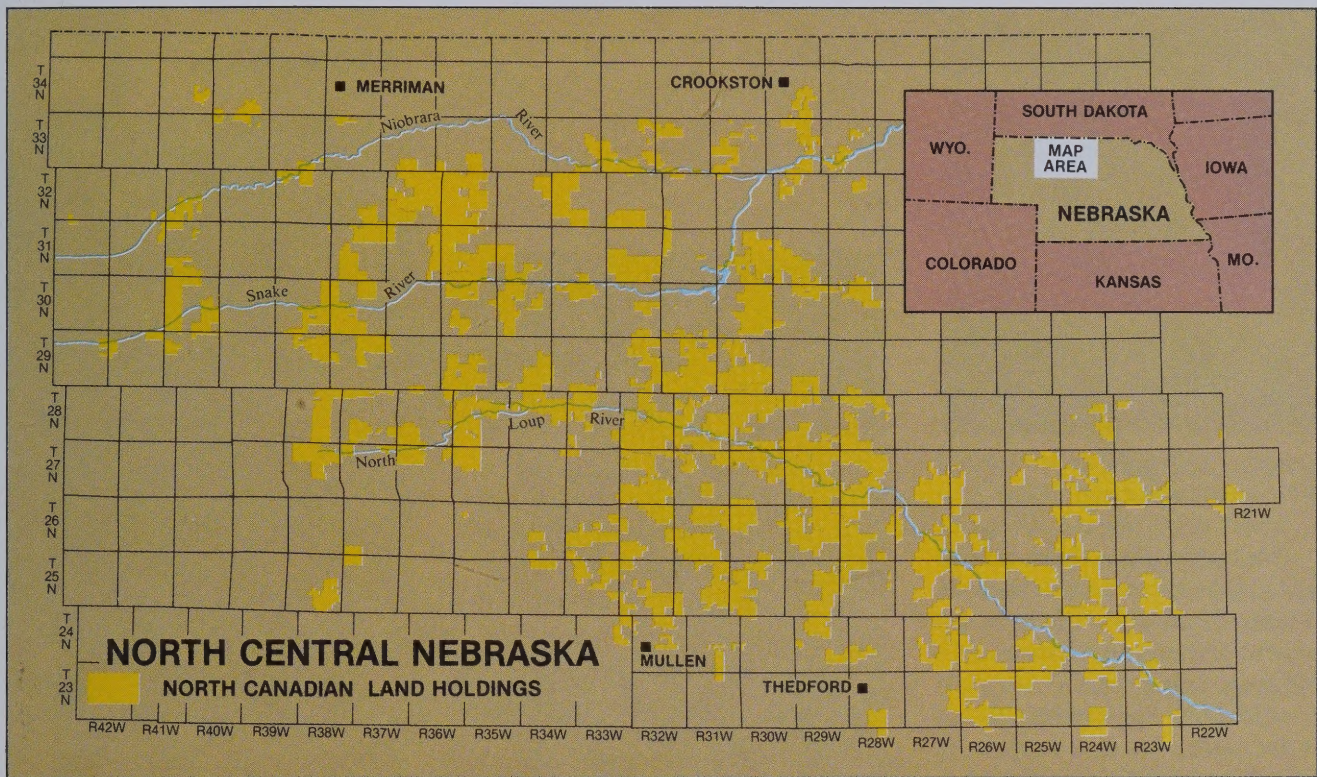 T
34
N
T
33
N
T
32
N
T
31
N
T
30
N
T
29
N
T
28
N
T
27
N
T
26
N
T
25
N
T
24
N
T
23
N
MERRIMAN
CROOKSTON
Niobrara River
Snake River
North Loup River
SOUTH DAKOTA
WYO.
MAP
AREA
IOWA
NEBRASKA
COLORADO
KANSAS
MO.
R21W
NORTH CENTRAL NEBRASKA
NORTH CANADIAN LAND HOLDINGS
MULLEN
THEDFORD
R42W R41W R40W R39W R38W R37W R36W R35W R34W R33W R32W R31W R30W R29W R28W R27W R26W R25W R24W R23W R22W